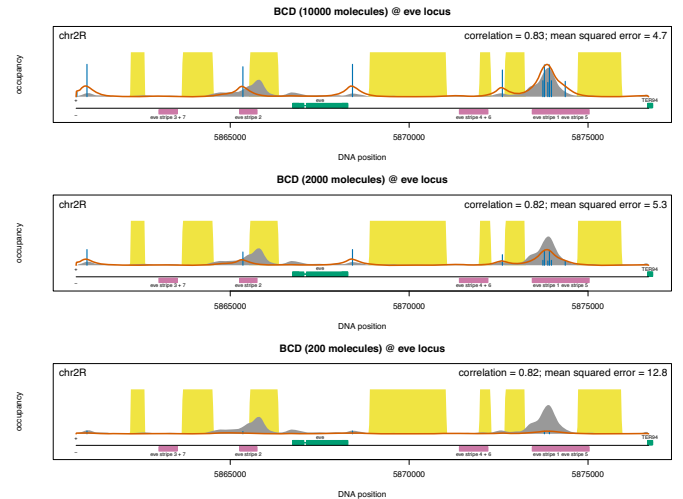 BCD (10000 molecules) @ eve locus
chr2R
correlation = 0.83; mean squared error = 4.7
occupancy
+
eve
TER94
−
eve stripe 3 + 7
eve stripe 2
eve stripe 4 + 6
eve stripe 1
eve stripe 5
5865000
5870000
5875000
DNA position
BCD (2000 molecules) @ eve locus
chr2R
correlation = 0.82; mean squared error = 5.3
occupancy
+
eve
TER94
−
eve stripe 3 + 7
eve stripe 2
eve stripe 4 + 6
eve stripe 1
eve stripe 5
5865000
5870000
5875000
DNA position
BCD (200 molecules) @ eve locus
chr2R
correlation = 0.82; mean squared error = 12.8
occupancy
+
eve
TER94
−
eve stripe 3 + 7
eve stripe 2
eve stripe 4 + 6
eve stripe 1
eve stripe 5
5865000
5870000
5875000
DNA position